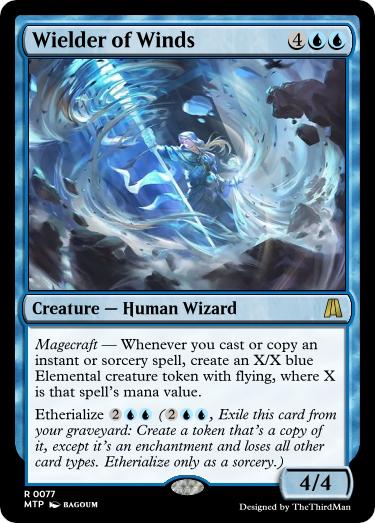 Wielder of Winds 4
Creature — Human Wizard
Magecraft — Whenever you cast or copy an
instant or sorcery spell, create an X/X blue
Elemental creature token with flying, where X
is that spell's mana value.
Etherialize 2 (2, Exile this card from
your graveyard: Create a token that's a copy of
it, except it's an enchantment and loses all other
card types. Etherialize only as a sorcery.)
4/4
R 0077
MTP BAGOUM
Designed by TheThirdMan